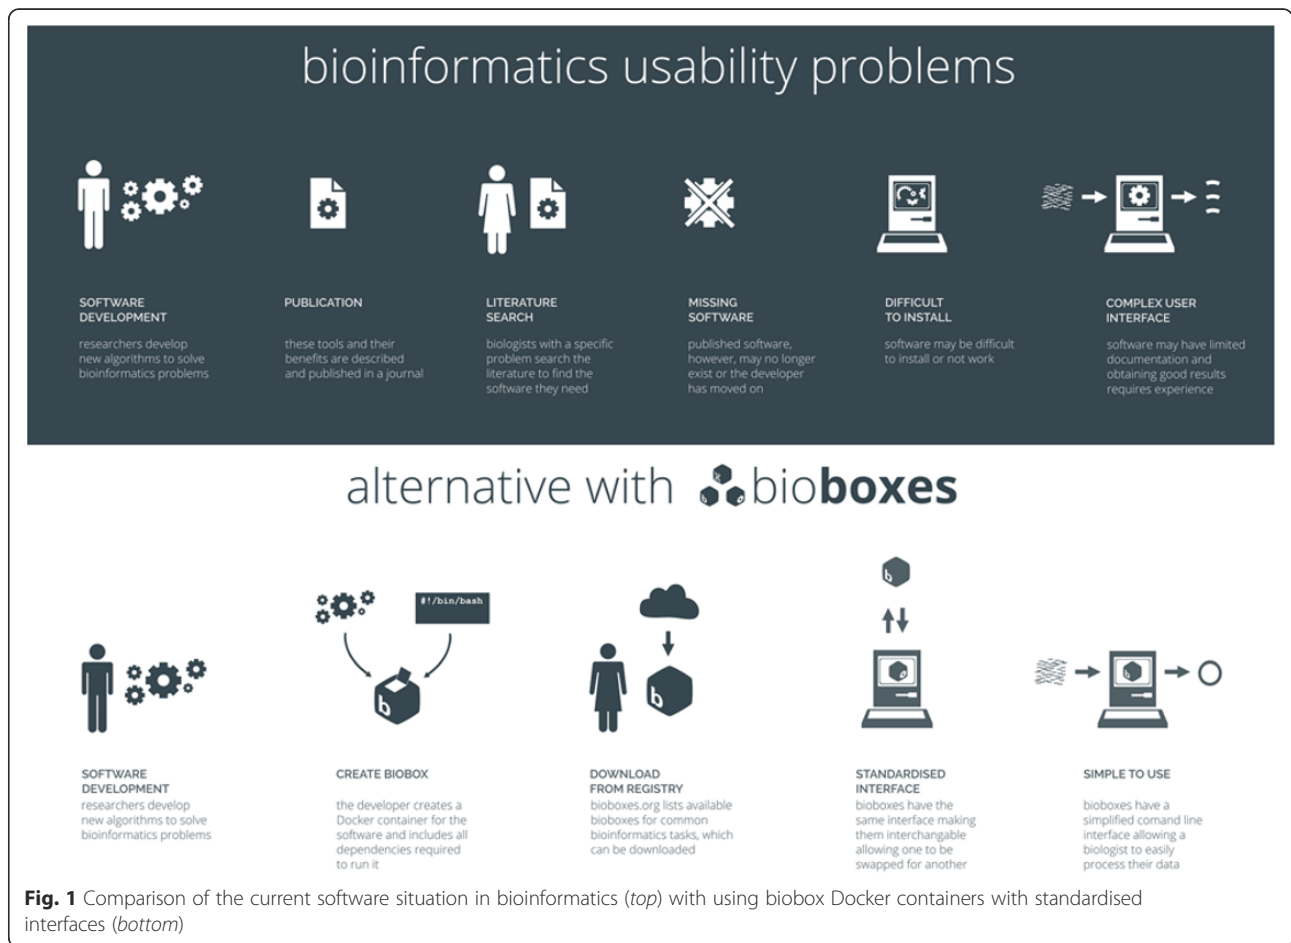 bioinformatics usability problems
SOFTWARE
DEVELOPMENT
researchers develop
new algorithms to solve
bioinformatics problems
PUBLICATION
these tools and their
benefits are described
and published in a journal
LITERATURE
SEARCH
biologists with a specific
problem search the
literature to find the
software they need
MISSING
SOFTWARE
published software,
however, may no longer
exist or the developer
has moved on
DIFFICULT
TO INSTALL
software may be difficult
to install or not work
COMPLEX USER
INTERFACE
software may have limited
documentation and
obtaining good results
requires experience
alternative with bioboxes
SOFTWARE
DEVELOPMENT
researchers develop
new algorithms to solve
bioinformatics problems
#!/bin/bash
b
CREATE BIOBOX
the developer creates a
Docker container for the
software and includes all
dependencies required
to run it
b
DOWNLOAD
FROM REGISTRY
bioboxes.org lists available
bioboxes for common
bioinformatics tasks, which
can be downloaded
b
STANDARDISED
INTERFACE
bioboxes have the
same interface making
them interchangable
allowing one to be
swapped for another
SIMPLE TO USE
bioboxes have a
simplified comand line
interface allowing a
biologist to easily
process their data
Fig. 1 Comparison of the current software situation in bioinformatics (top) with using biobox Docker containers with standardised
interfaces (bottom)